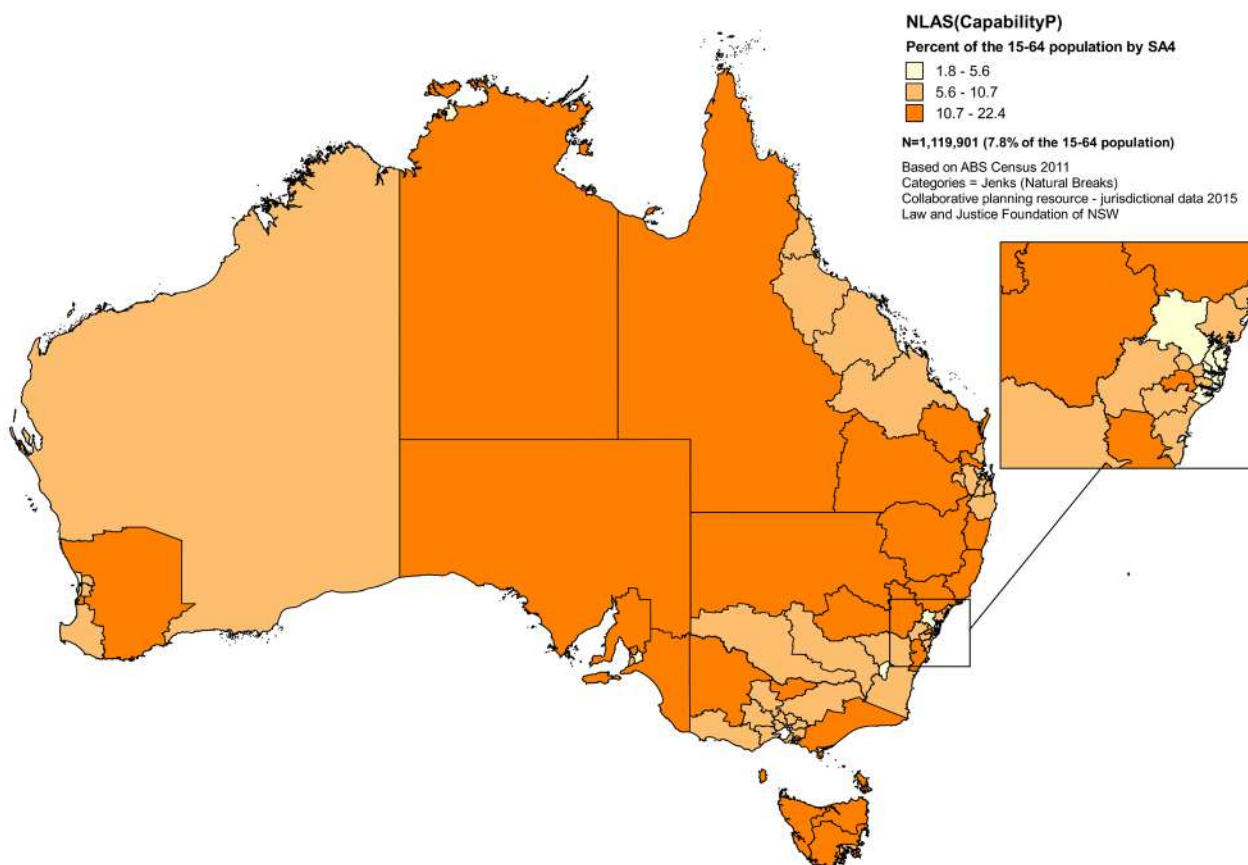 NLAS(CapabilityP)
Percent of the 15-64 population by SA4
1.8 - 5.6
5.6 - 10.7
10.7 - 22.4
N=1,119,901 (7.8% of the 15-64 population)
Based on ABS Census 2011
Categories = Jenks (Natural Breaks)
Collaborative planning resource - jurisdictional data 2015
Law and Justice Foundation of NSW